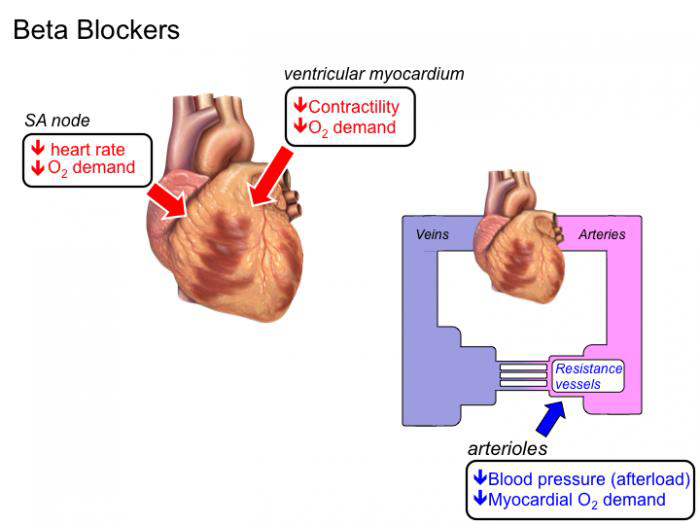 Beta Blockers
ventricular myocardium
↓Contractility
↓O₂ demand
SA node
↓ heart rate
↓O₂ demand
Veins
Arteries
Resistance
vessels
arterioles
↓Blood pressure (afterload)
↓Myocardial O₂ demand